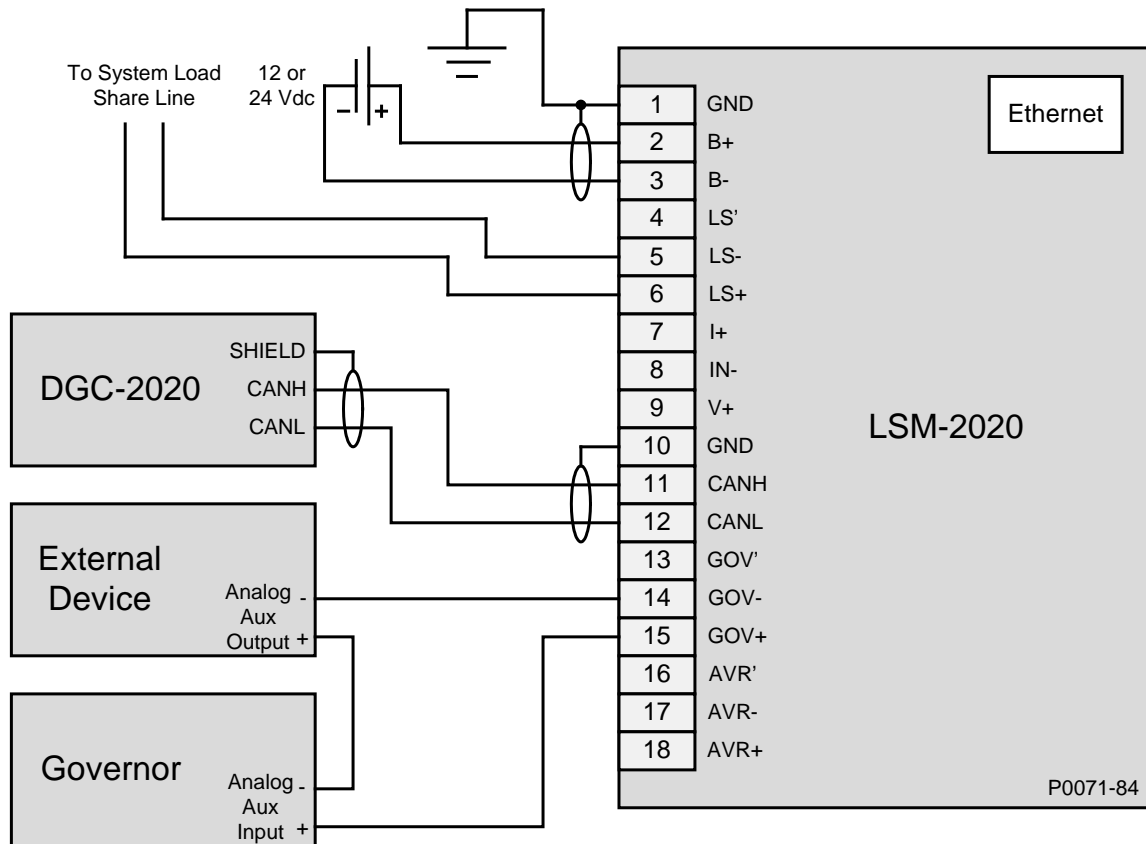 To System Load
Share Line
12 or
24 Vdc
- +
Ethernet
1 GND
2 B+
3 B-
4 LS’
5 LS-
6 LS+
7 I+
8 IN-
9 V+
10 GND
11 CANH
12 CANL
13 GOV’
14 GOV-
15 GOV+
16 AVR’
17 AVR-
18 AVR+
LSM-2020
P0071-84
DGC-2020
SHIELD
CANH
CANL
External
Device
Analog -
Aux
Output +
Governor
Analog -
Aux
Input +